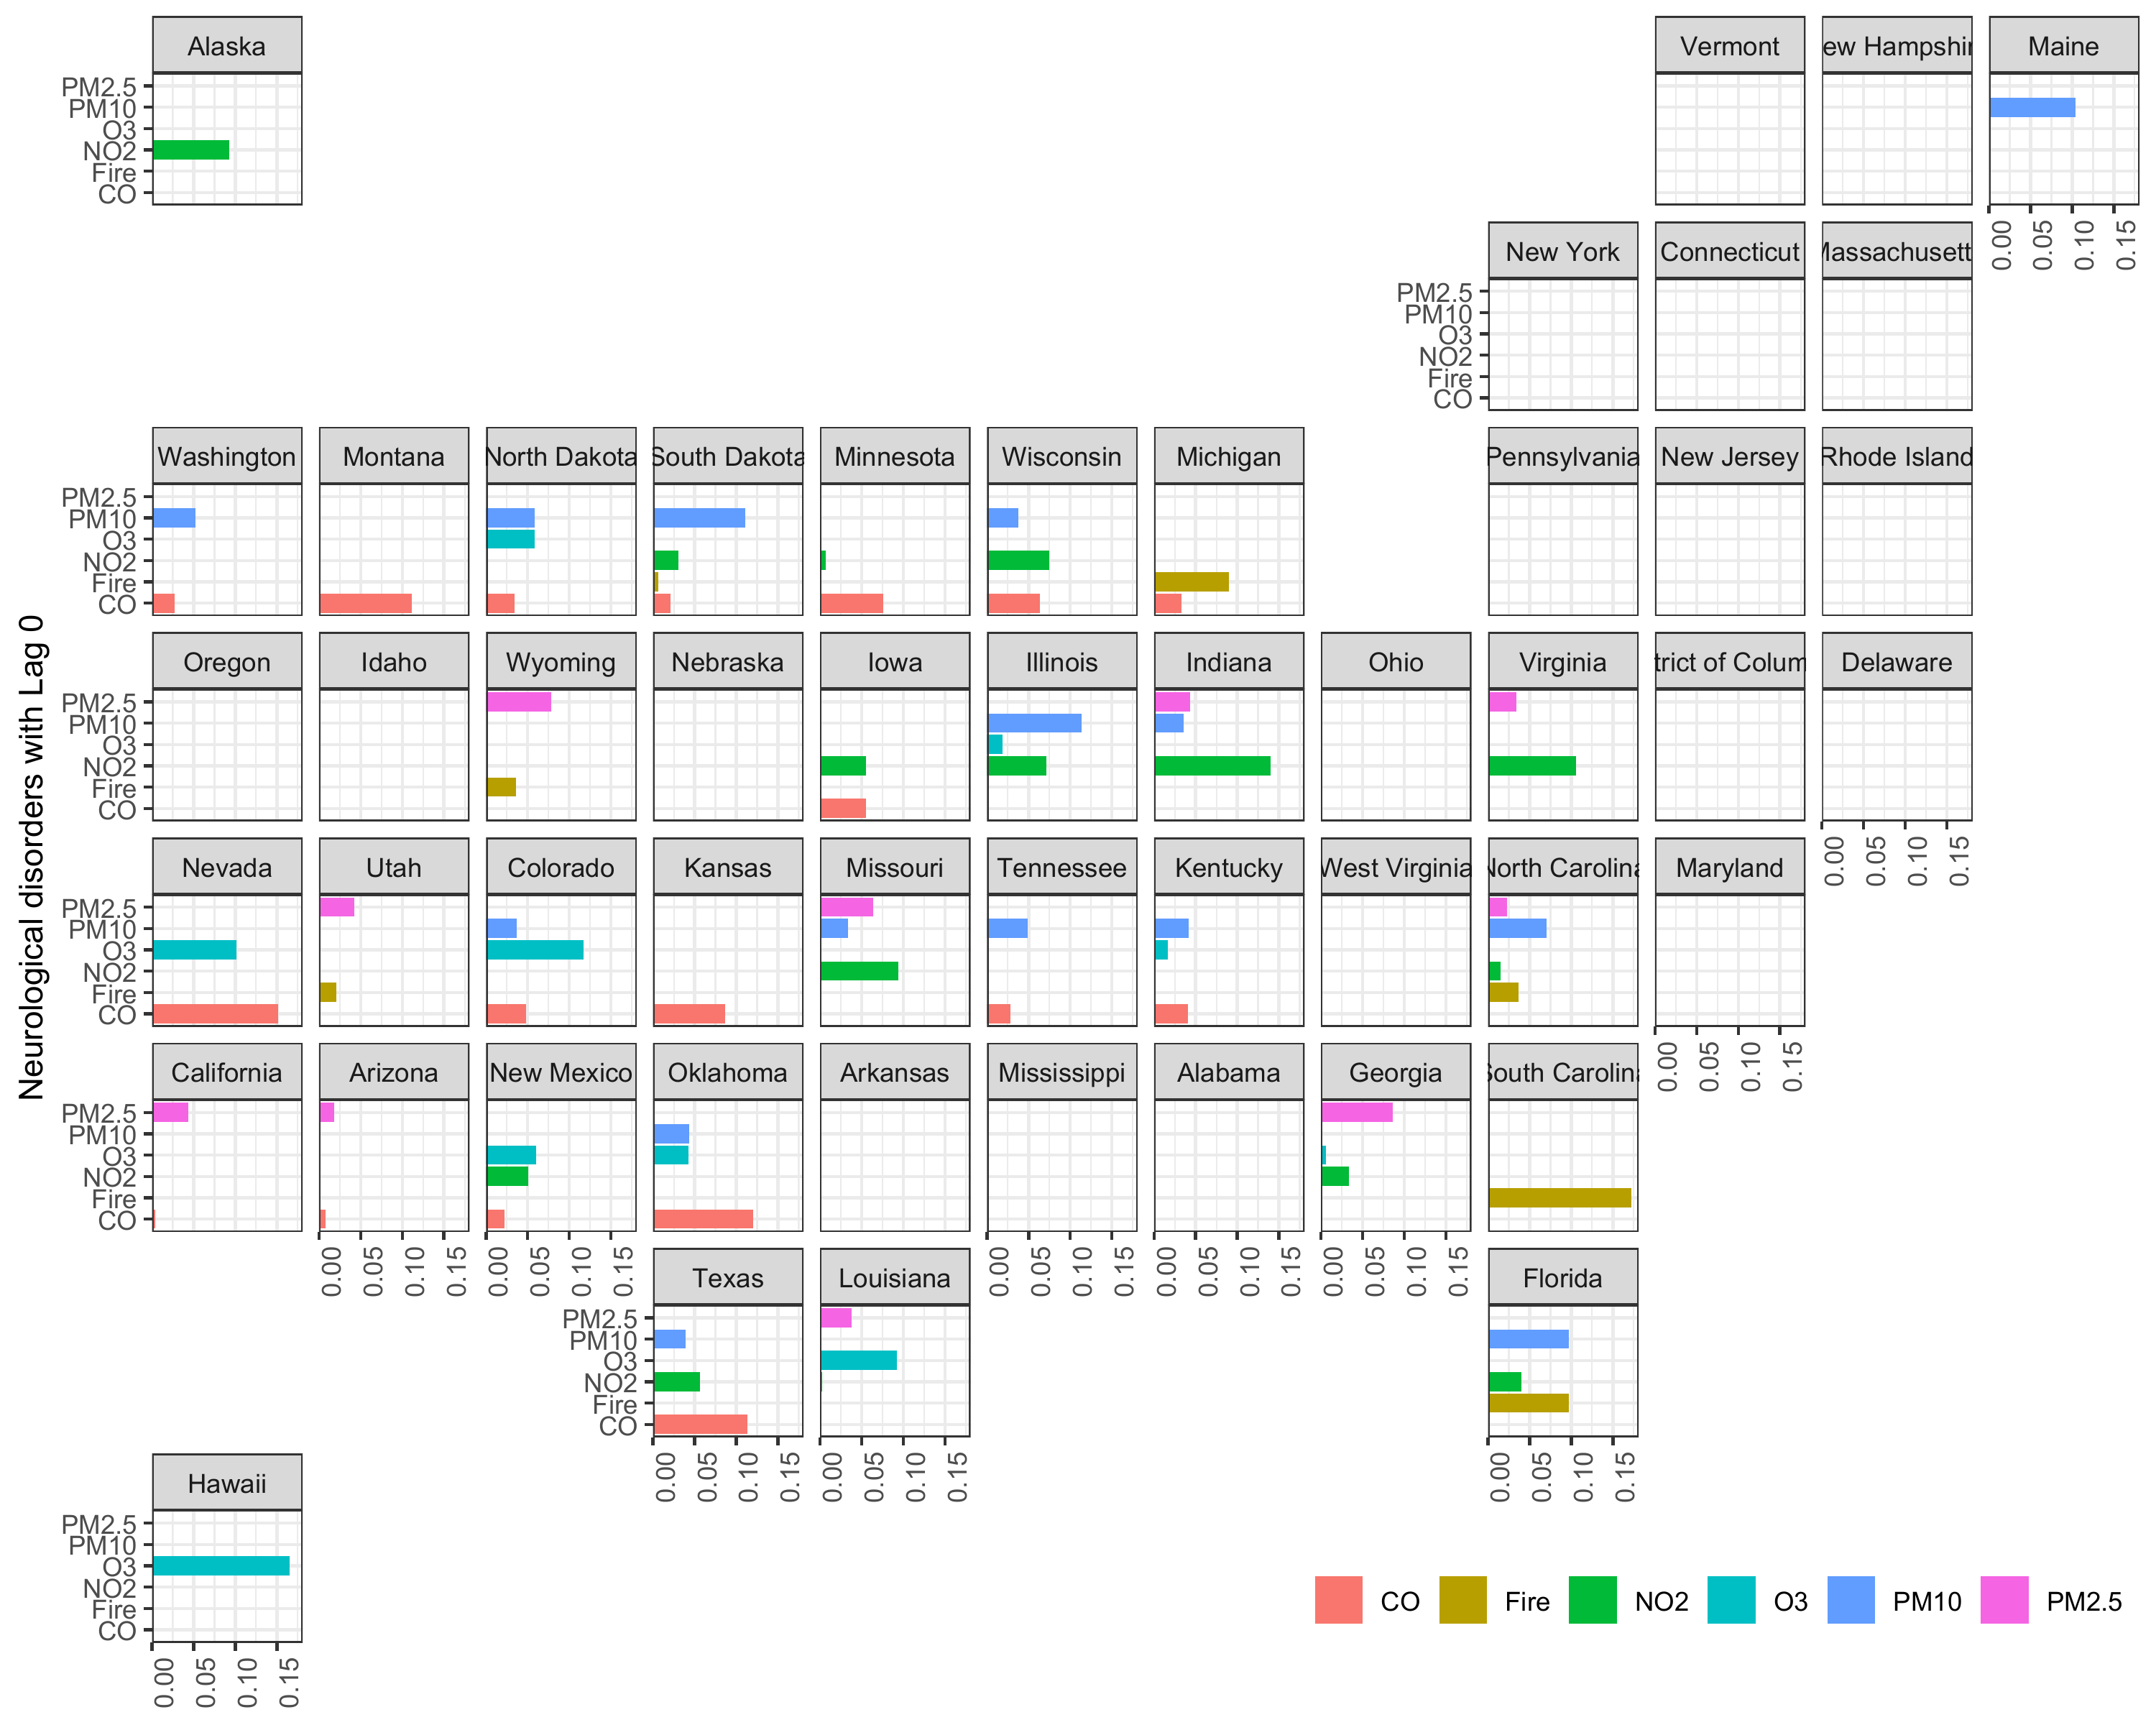 Neurological disorders with Lag 0
Alaska
Vermont
ew Hampshir
Maine
PM2.5
PM10
O3
NO2
Fire
CO
0.00
0.05
0.10
0.15
New York
Connecticut
Massachusett
PM2.5
PM10
O3
NO2
Fire
CO
Washington
Montana
North Dakota
South Dakota
Minnesota
Wisconsin
Michigan
Pennsylvania
New Jersey
Rhode Island
PM2.5
PM10
O3
NO2
Fire
CO
Oregon
Idaho
Wyoming
Nebraska
Iowa
Illinois
Indiana
Ohio
Virginia
trict of Colum
Delaware
PM2.5
PM10
O3
NO2
Fire
CO
0.00
0.05
0.10
0.15
Nevada
Utah
Colorado
Kansas
Missouri
Tennessee
Kentucky
West Virginia
North Carolina
Maryland
PM2.5
PM10
O3
NO2
Fire
CO
0.00
0.05
0.10
0.15
California
Arizona
New Mexico
Oklahoma
Arkansas
Mississippi
Alabama
Georgia
South Carolina
PM2.5
PM10
O3
NO2
Fire
CO
0.00
0.05
0.10
0.15
0.00
0.05
0.10
0.15
0.00
0.05
0.10
0.15
0.00
0.05
0.10
0.15
0.00
0.05
0.10
0.15
Texas
Louisiana
Florida
PM2.5
PM10
O3
NO2
Fire
CO
0.00
0.05
0.10
0.15
0.00
0.05
0.10
0.15
0.00
0.05
0.10
0.15
Hawaii
PM2.5
PM10
O3
NO2
Fire
CO
0.00
0.05
0.10
0.15
CO
Fire
NO2
O3
PM10
PM2.5